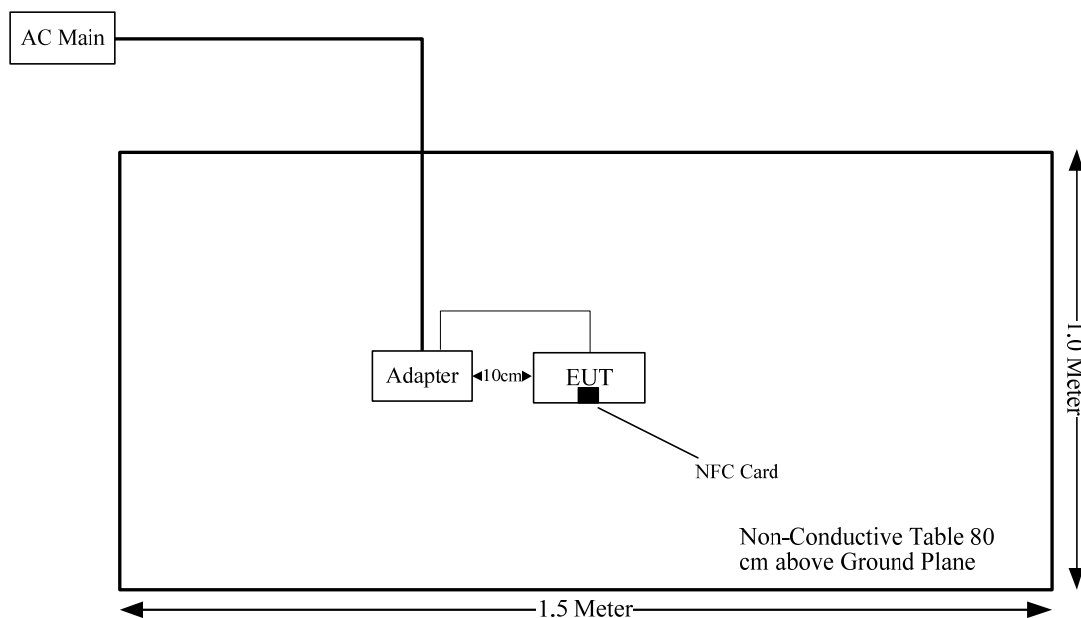 AC Main
Adapter
10cm
EUT
NFC Card
1.0 Meter
Non-Conductive Table 80
cm above Ground Plane
1.5 Meter